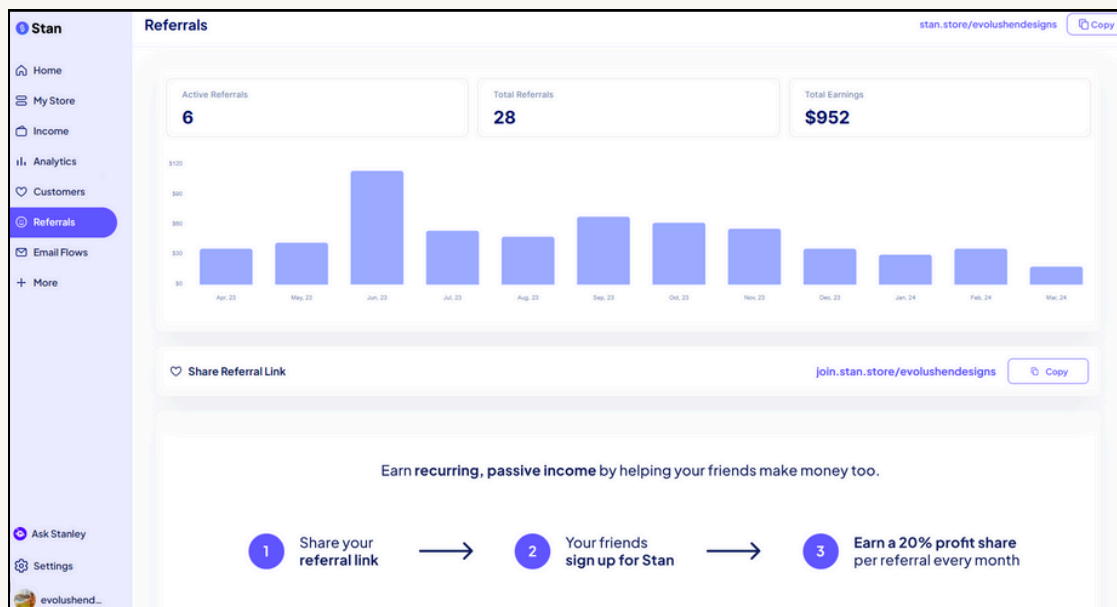 Stan
Referrals
stan.store/evolushendesigns
Copy
Home
My Store
Income
Analytics
Customers
Referrals
Email Flows
More
Active Referrals
6
Total Referrals
28
Total Earnings
$952
$120
$90
$60
$30
$0
Apr, 23
May, 23
Jun, 23
Jul, 23
Aug, 23
Sep, 23
Oct, 23
Nov, 23
Dec, 23
Jan, 24
Feb, 24
Mar, 24
Share Referral Link
join.stan.store/evolushendesigns
Copy
Earn recurring, passive income by helping your friends make money too.
1
Share your
referral link
2
Your friends
sign up for Stan
3
Earn a 20% profit share
per referral every month
Ask Stanley
Settings
evolushend...